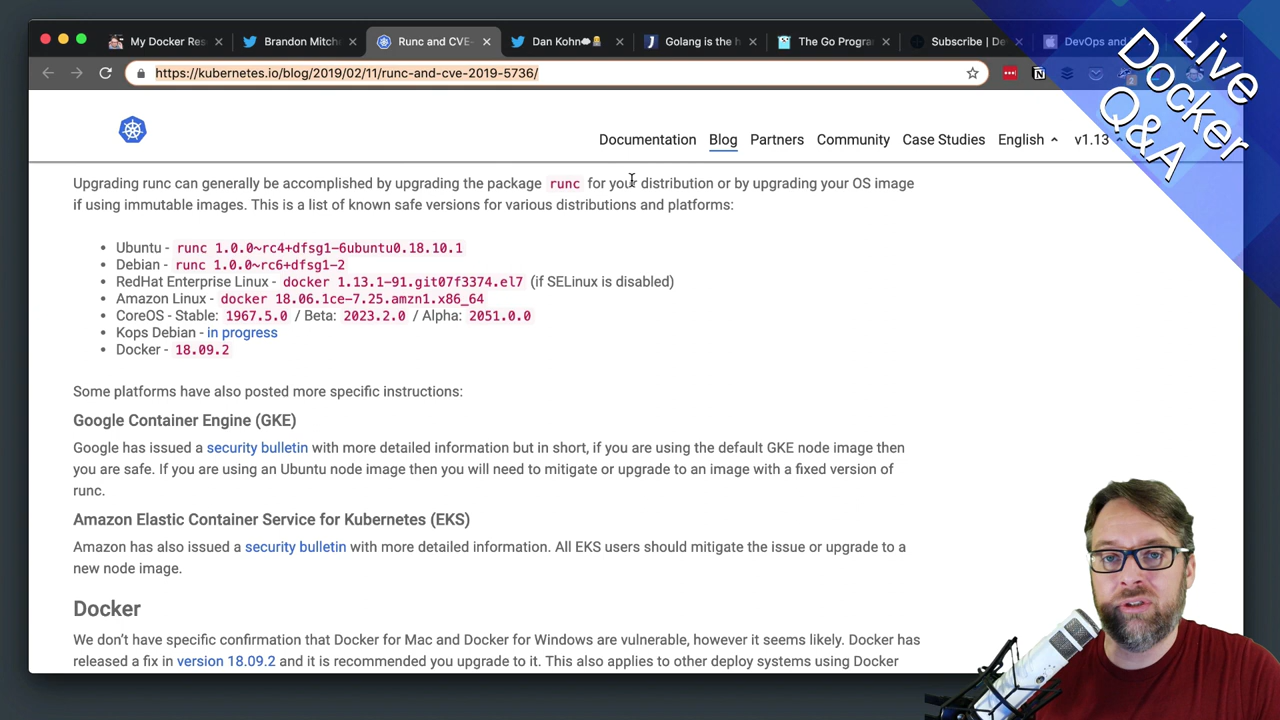 My Docker Res
Brandon Mitch
Runc and CVE-
Dan Kohn
Golang is the h
The Go Progra
Subscribe | De
DevOps and
https://kubernetes.io/blog/2019/02/11/runc-and-cve-2019-5736/
Live
Docker
Q&A
Documentation Blog Partners Community Case Studies English v1.13
Upgrading runc can generally be accomplished by upgrading the package runc for your distribution or by upgrading your OS image
if using immutable images. This is a list of known safe versions for various distributions and platforms:
• Ubuntu - runc 1.0.0~rc4+dfsg1-6ubuntu0.18.10.1
• Debian - runc 1.0.0~rc6+dfsg1-2
• RedHat Enterprise Linux - docker 1.13.1-91.git07f3374.el7 (if SELinux is disabled)
• Amazon Linux - docker 18.06.1ce-7.25.amzn1.x86_64
• CoreOS - Stable: 1967.5.0 / Beta: 2023.2.0 / Alpha: 2051.0.0
• Kops Debian - in progress
• Docker - 18.09.2
Some platforms have also posted more specific instructions:
Google Container Engine (GKE)
Google has issued a security bulletin with more detailed information but in short, if you are using the default GKE node image then
you are safe. If you are using an Ubuntu node image then you will need to mitigate or upgrade to an image with a fixed version of
runc.
Amazon Elastic Container Service for Kubernetes (EKS)
Amazon has also issued a security bulletin with more detailed information. All EKS users should mitigate the issue or upgrade to a
new node image.
Docker
We don't have specific confirmation that Docker for Mac and Docker for Windows are vulnerable, however it seems likely. Docker has
released a fix in version 18.09.2 and it is recommended you upgrade to it. This also applies to other deploy systems using Docker